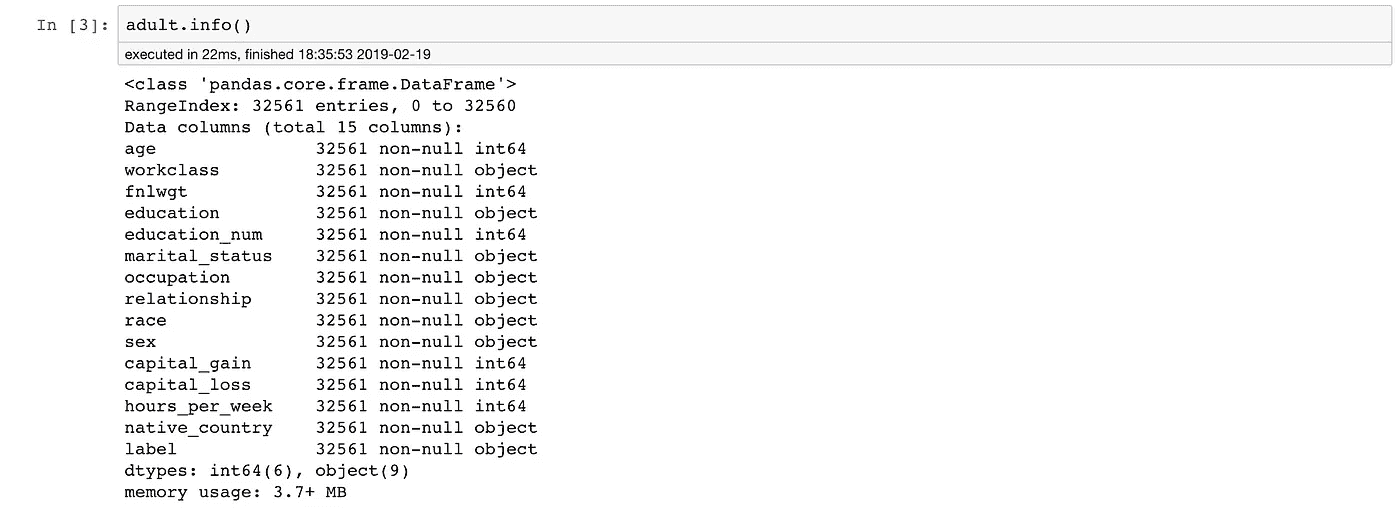 In [3]: adult.info()
executed in 22ms, finished 18:35:53 2019-02-19
<class 'pandas.core.frame.DataFrame'>
RangeIndex: 32561 entries, 0 to 32560
Data columns (total 15 columns):
age               32561 non-null int64
workclass         32561 non-null object
fnlwgt            32561 non-null int64
education         32561 non-null object
education_num     32561 non-null int64
marital_status    32561 non-null object
occupation        32561 non-null object
relationship      32561 non-null object
race              32561 non-null object
sex               32561 non-null object
capital_gain      32561 non-null int64
capital_loss      32561 non-null int64
hours_per_week    32561 non-null int64
native_country    32561 non-null object
label             32561 non-null object
dtypes: int64(6), object(9)
memory usage: 3.7+ MB